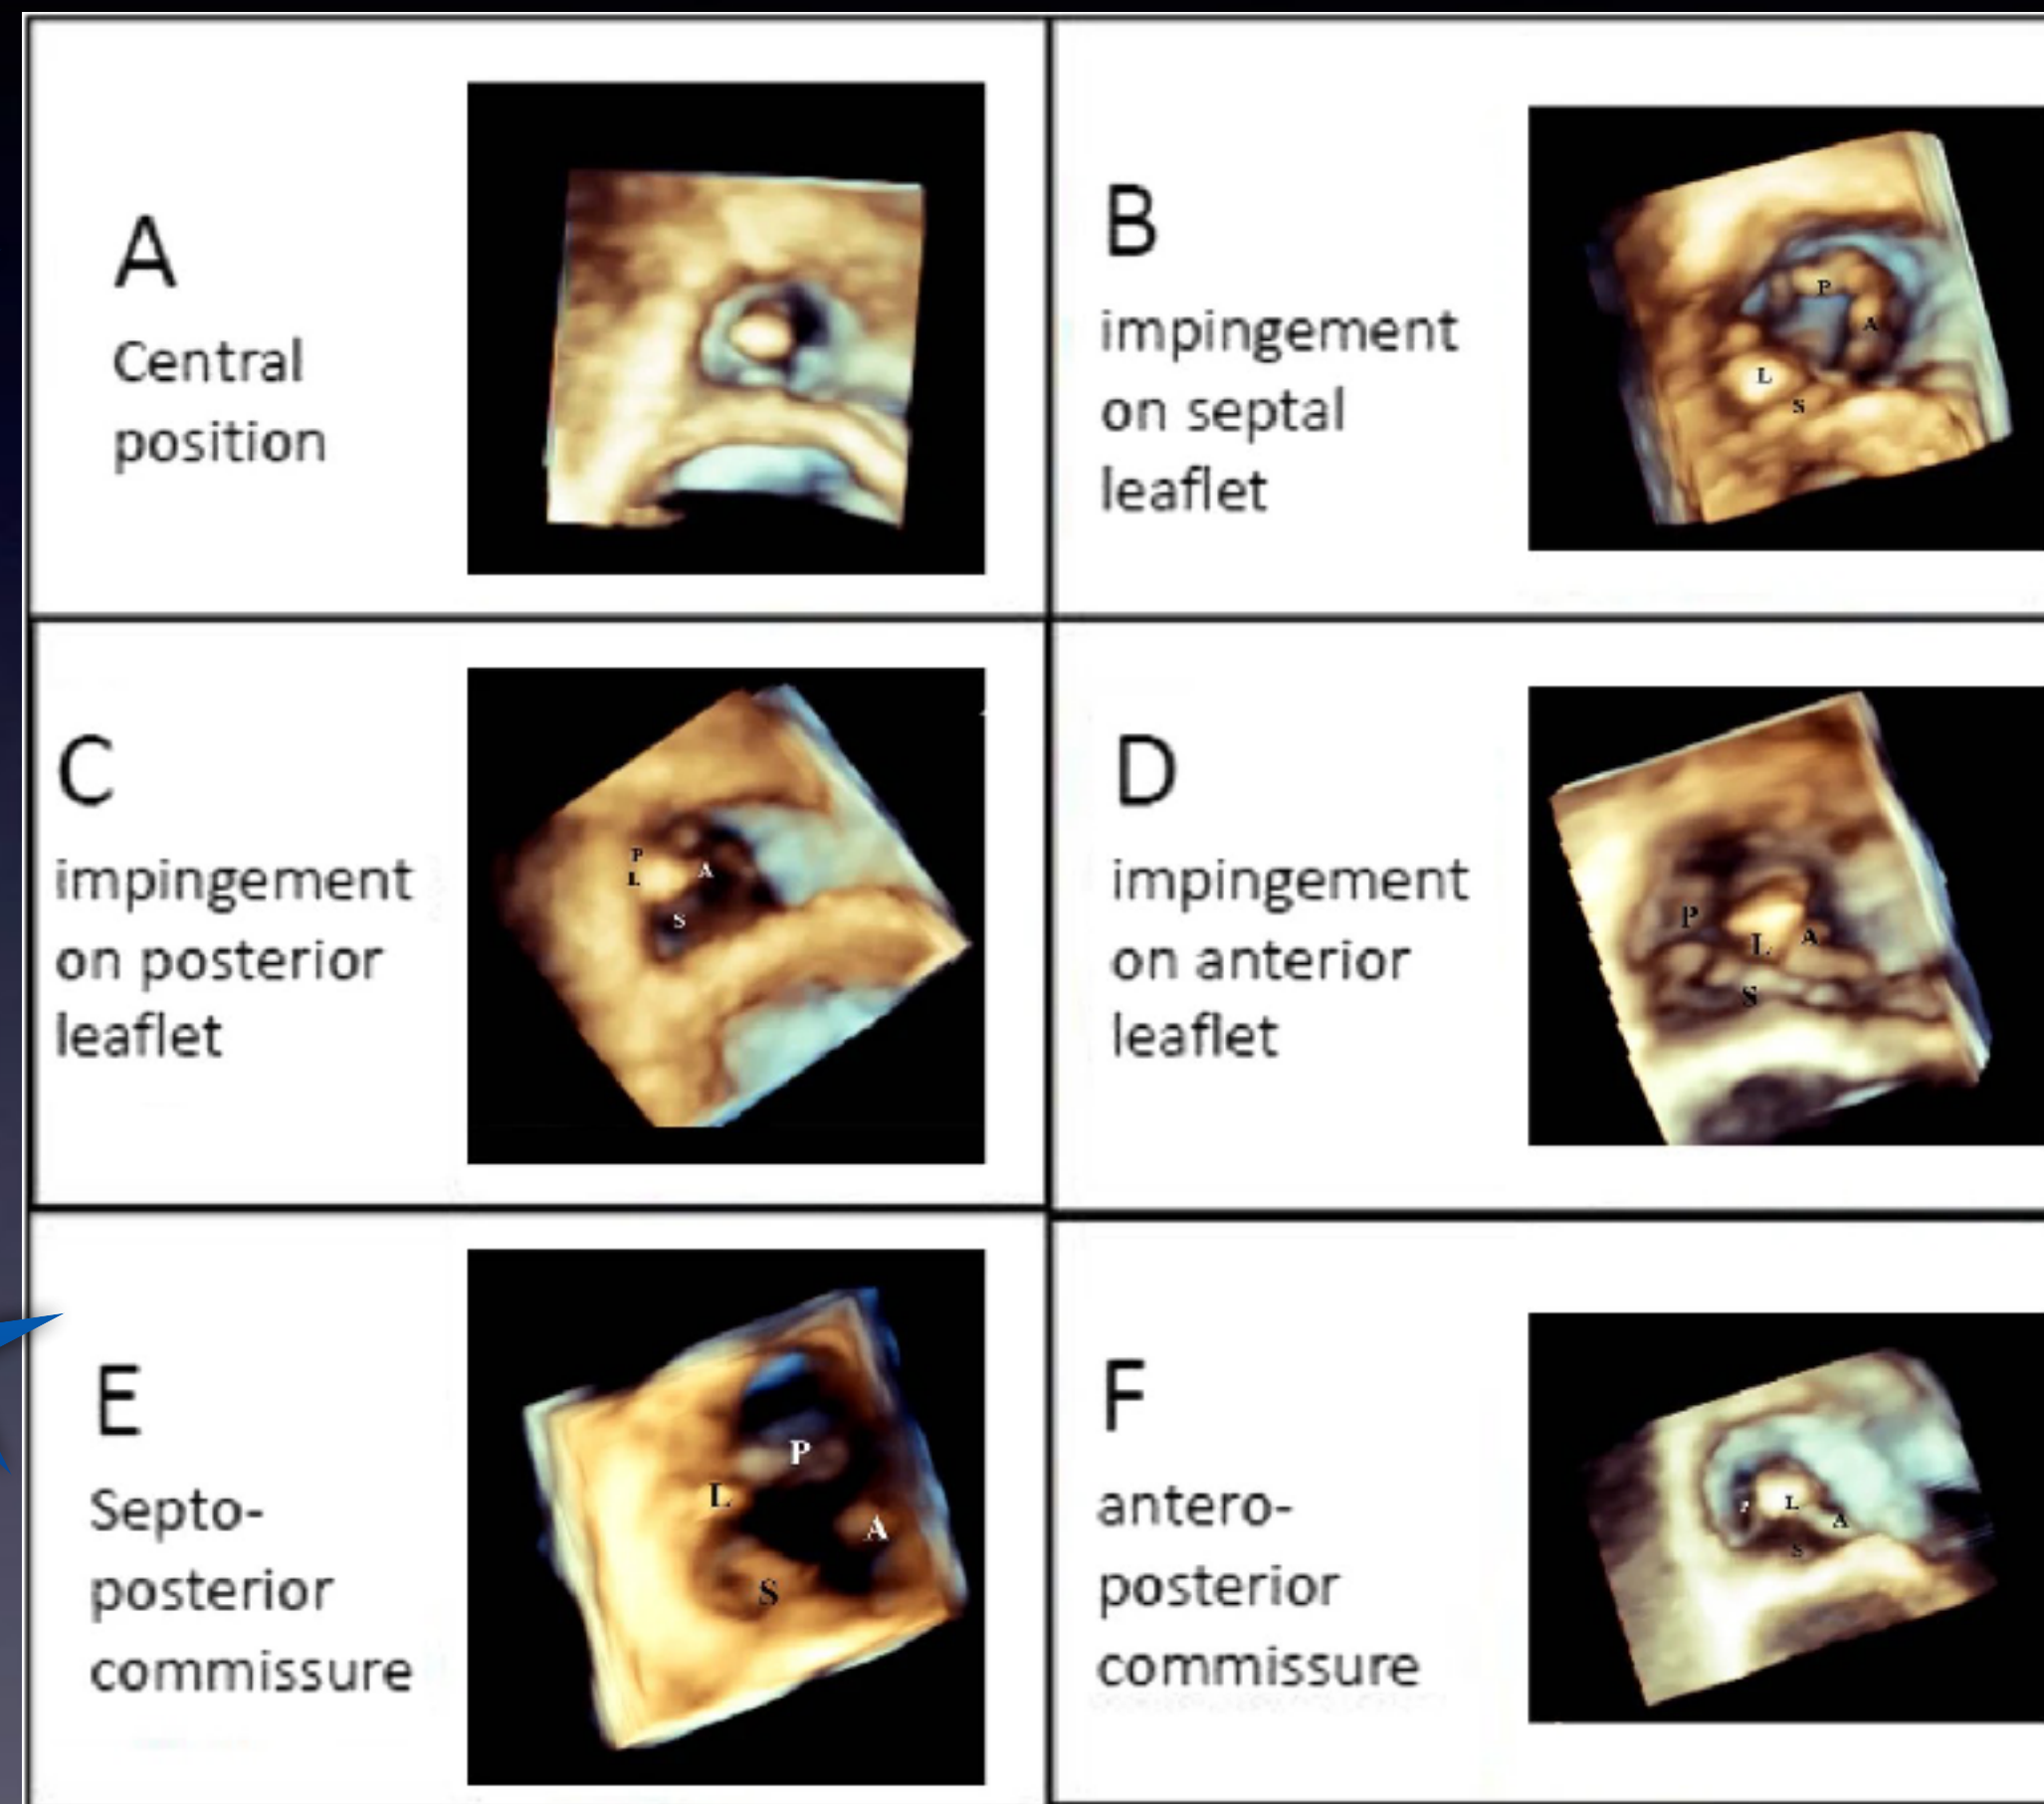 A
Central
position
B
impingement
on septal
leaflet
P
A
L
S
C
impingement
on posterior
leaflet
P
L
A
S
D
impingement
on anterior
leaflet
P
L
A
S
E
Septo-
posterior
commissure
P
L
A
S
F
antero-
posterior
commissure
P
L
A
S